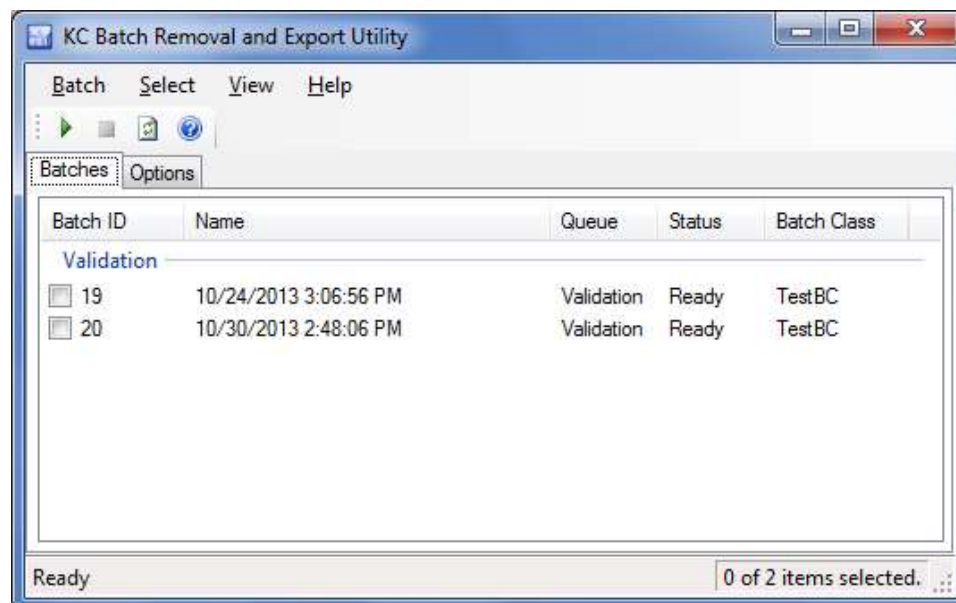 KC Batch Removal and Export Utility
Batch Select View Help
Batches Options
Batch ID Name Queue Status Batch Class
Validation
19 10/24/2013 3:06:56 PM Validation Ready TestBC
20 10/30/2013 2:48:06 PM Validation Ready TestBC
Ready 0 of 2 items selected.